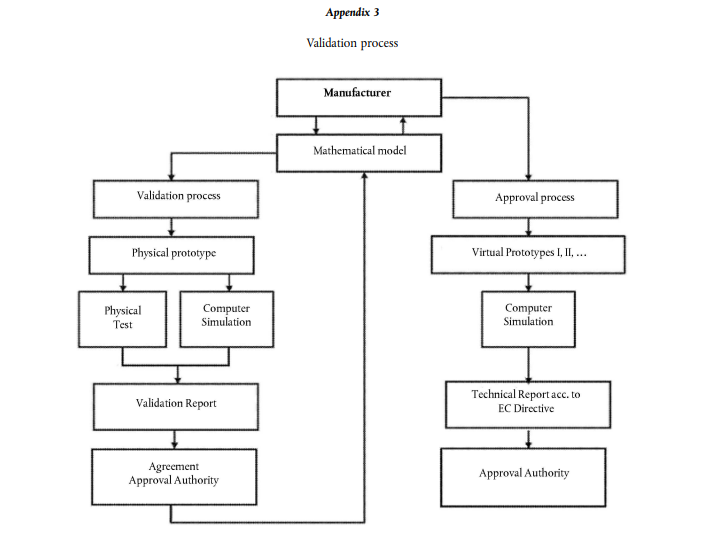 Appendix 3
Validation process
Manufacturer
Mathematical model
Validation process
Approval process
Physical prototype
Virtual Prototypes I, II, ...
Physical
Test
Computer
Simulation
Computer
Simulation
Validation Report
Technical Report acc. to
EC Directive
Agreement
Approval Authority
Approval Authority